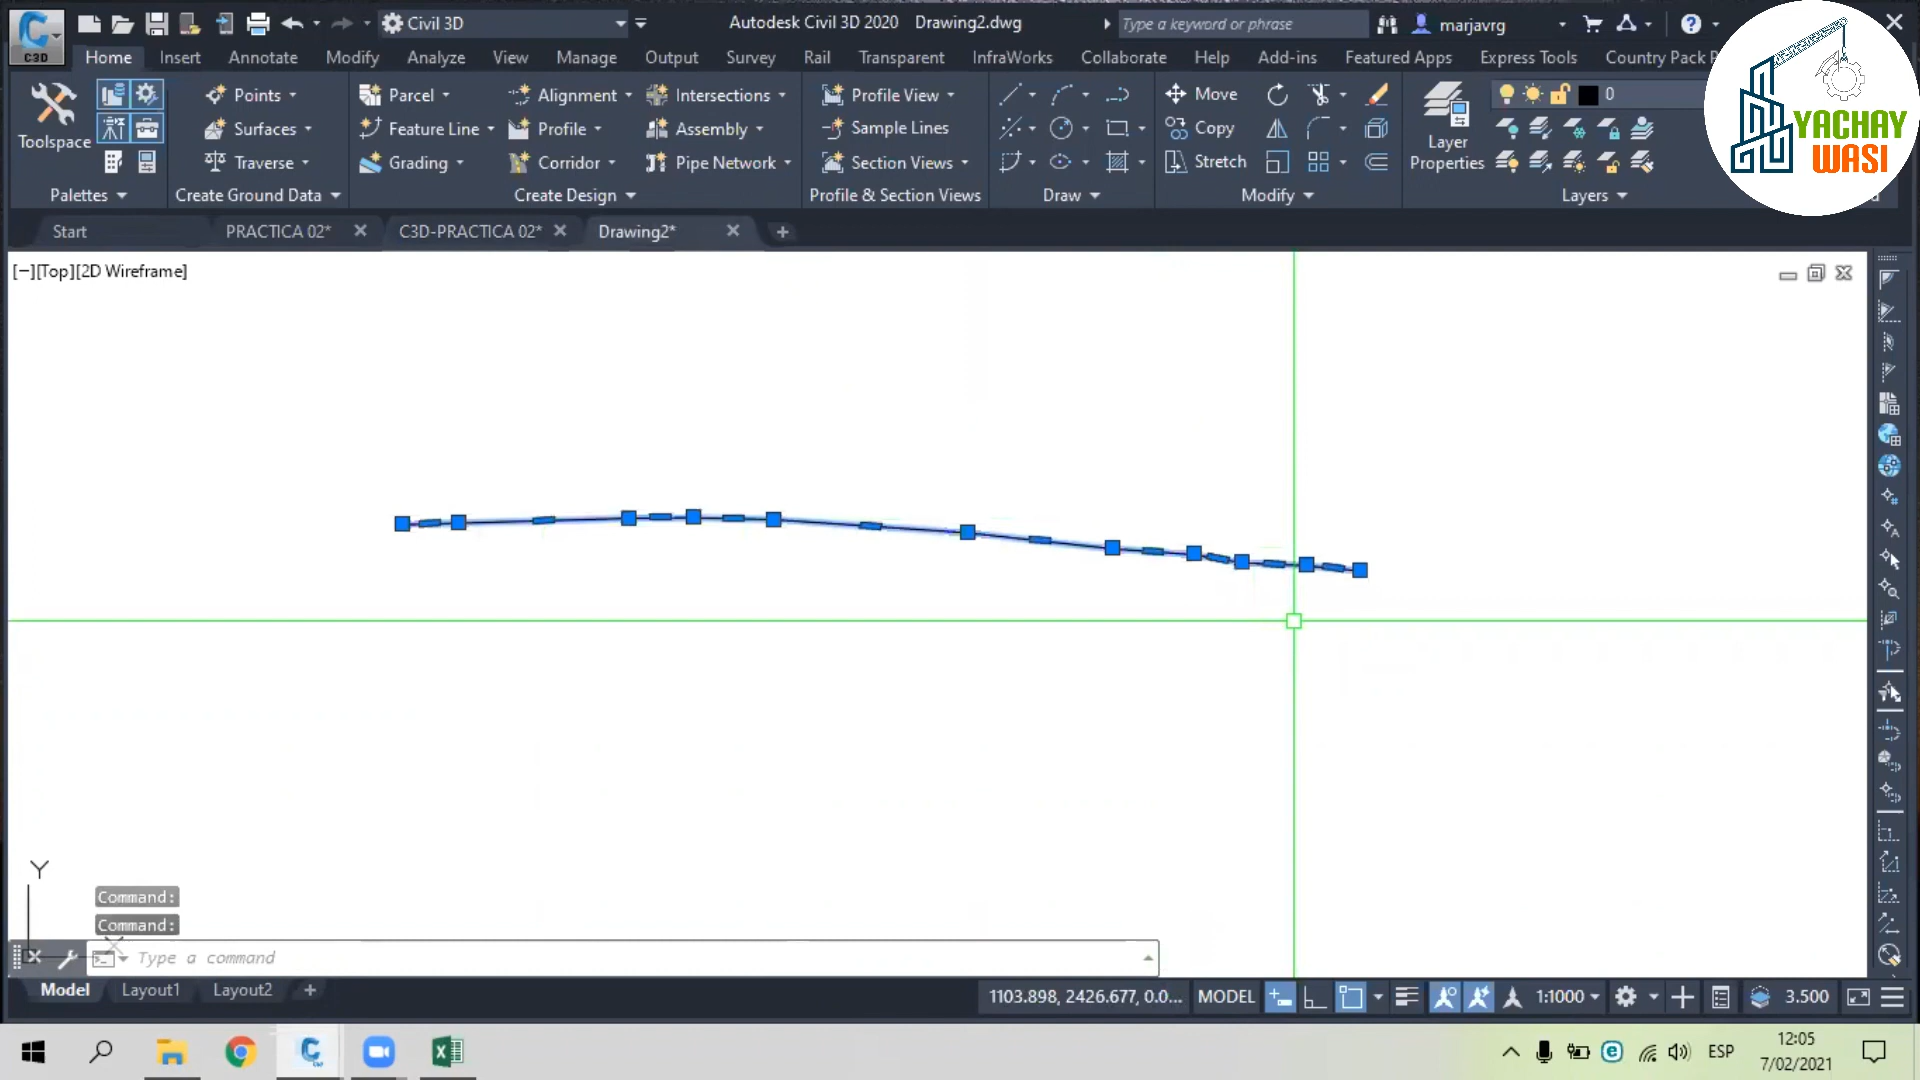 C3D
Civil 3D
Autodesk Civil 3D 2020 Drawing2.dwg
Type a keyword or phrase
marjavrg
Home Insert Annotate Modify Analyze View Manage Output Survey Rail Transparent InfraWorks Collaborate Help Add-ins Featured Apps Express Tools Country Pack
Toolspace
Palettes
Points
Surfaces
Traverse
Create Ground Data
Parcel
Feature Line
Grading
Alignment
Profile
Corridor
Intersections
Assembly
Pipe Network
Create Design
Profile View
Sample Lines
Section Views
Profile & Section Views
Draw
Move
Copy
Stretch
Modify
Layer
Properties
0
Layers
YACHAY
WASI
Start PRACTICA 02* C3D-PRACTICA 02* Drawing2*
[−][Top][2D Wireframe]
Y
Command:
Command:
Type a command
Model Layout1 Layout2
1103.898, 2426.677, 0.0... MODEL 1:1000 3.500
ESP
12:05
7/02/2021